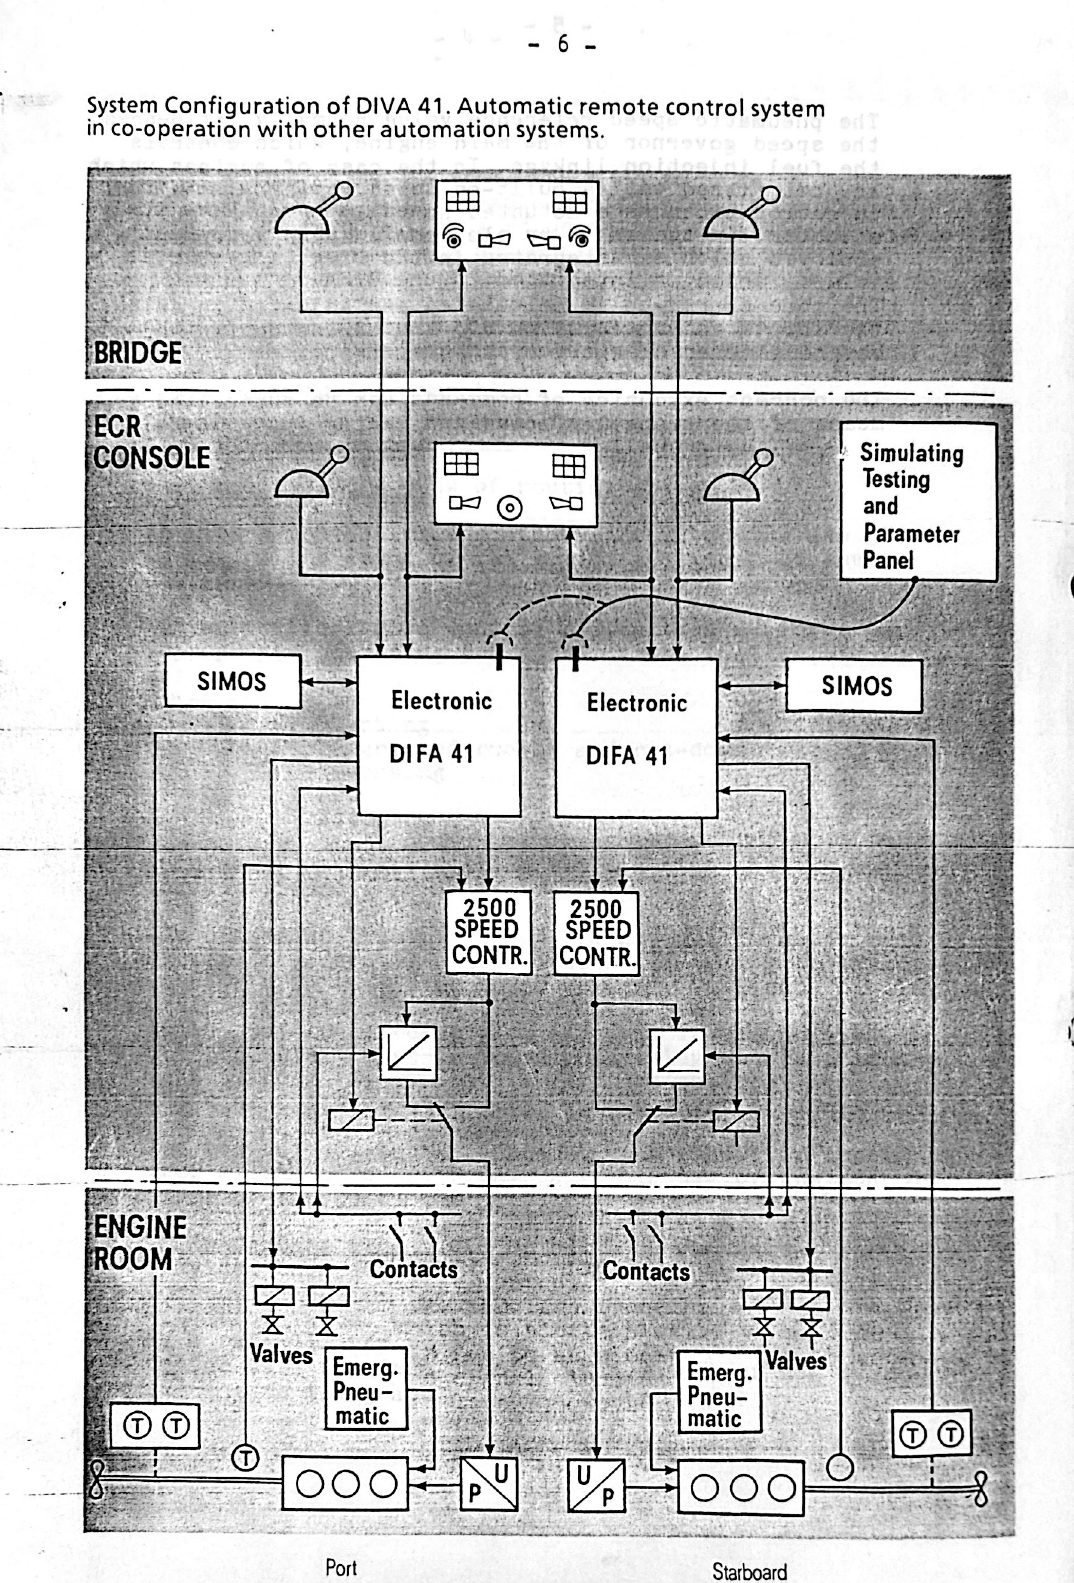 - 6 -
System Configuration of DIVA 41. Automatic remote control system
in co-operation with other automation systems.
BRIDGE
ECR
CONSOLE
Simulating
Testing
and
Parameter
Panel
SIMOS
Electronic
DIFA 41
Electronic
DIFA 41
SIMOS
2500
SPEED
CONTR.
2500
SPEED
CONTR.
ENGINE
ROOM
Contacts
Contacts
Valves
Valves
Emerg.
Pneu-
matic
Emerg.
Pneu-
matic
T T
T
U
P
U
P
T T
Port
Starboard